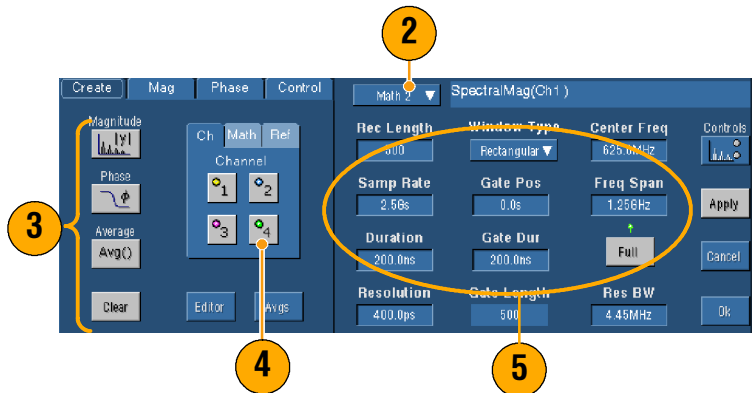 2
Create Mag Phase Control
Math 2 ▼ SpectralMag(Ch1 )
Magnitude
|y|
Phase
ϕ
Average
Avg()
Clear
3
Ch Math Ref
Channel
1 2
3 4
Editor Avgs
4
Rec Length Window Type Center Freq Controls
500 Rectangular ▼ 625.0MHz
Samp Rate Gate Pos Freq Span
2.5Gs 0.0s 1.25GHz Apply
Duration Gate Dur
200.0ns 200.0ns Full Cancel
Resolution Gate Length Res BW
400.0ps 500 4.45MHz Ok
5